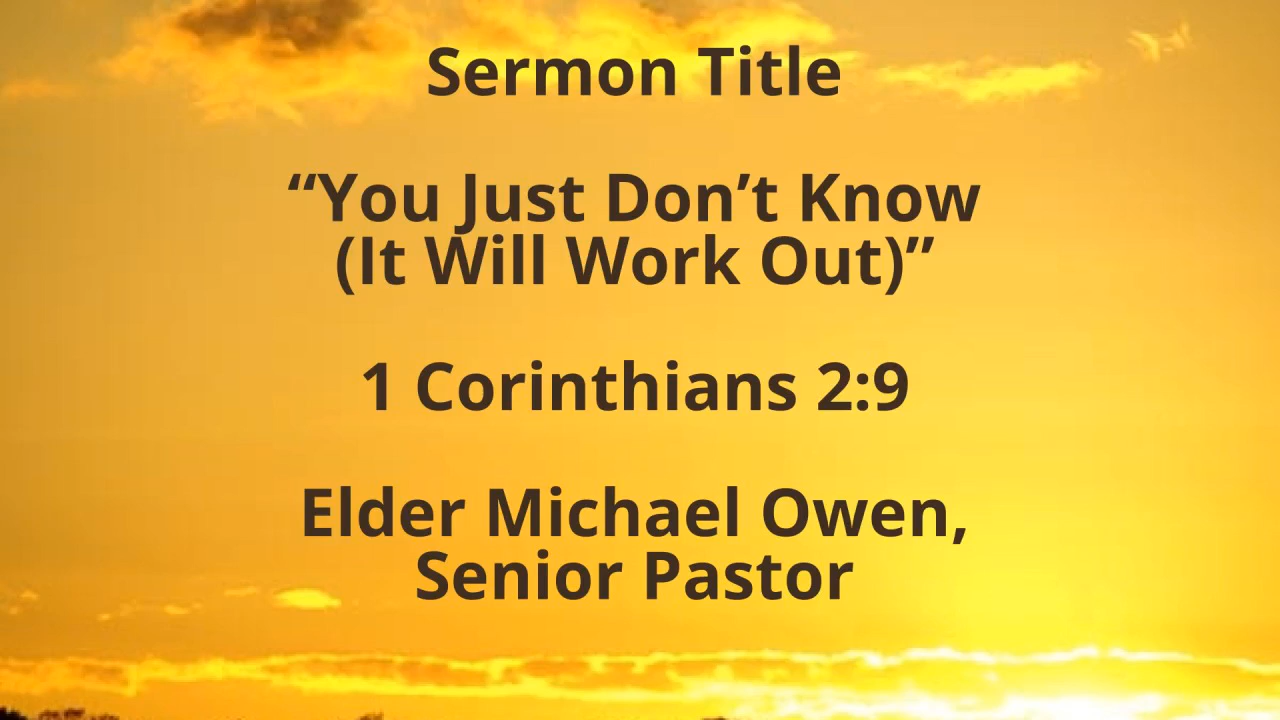 Sermon Title
“You Just Don’t Know
(It Will Work Out)”
1 Corinthians 2:9
Elder Michael Owen,
Senior Pastor